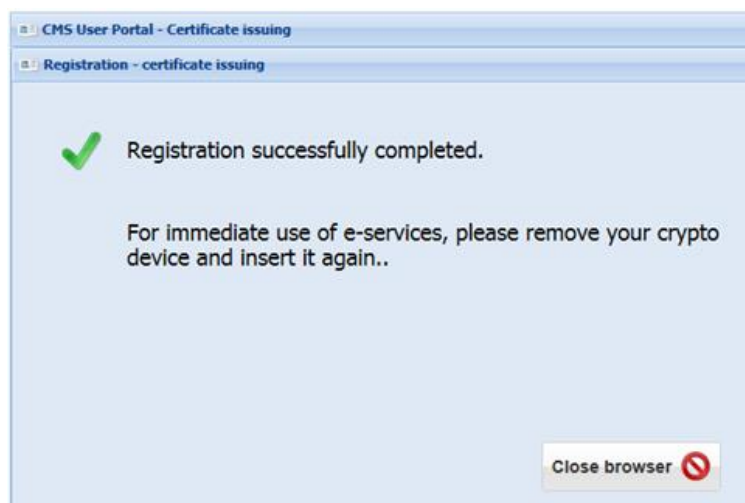 CMS User Portal - Certificate issuing
Registration - certificate issuing
Registration successfully completed.
For immediate use of e-services, please remove your crypto
device and insert it again..
Close browser